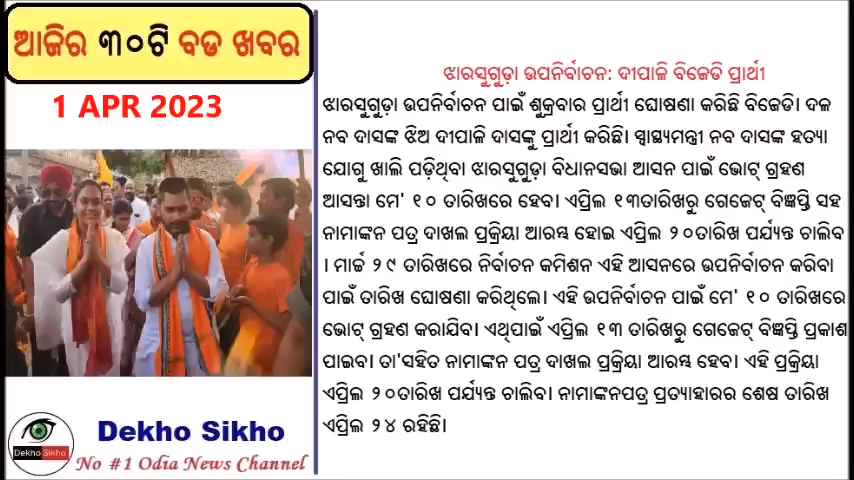 ଆଜିର ୩୦ଟି ବଡ ଖବର
1 APR 2023
ଝାରସୁଗୁଡ଼ା ଉପନିର୍ବାଚନ: ଦୀପାଳି ବିଜେଡି ପ୍ରାର୍ଥୀ
ଝାରସୁଗୁଡ଼ା ଉପନିର୍ବାଚନ ପାଇଁ ଶୁକ୍ରବାର ପ୍ରାର୍ଥୀ ଘୋଷଣା କରିଛି ବିଜେଡି। ଦଳ
ନବ ଦାସଙ୍କ ଝିଅ ଦୀପାଳି ଦାସଙ୍କୁ ପ୍ରାର୍ଥୀ କରିଛି। ସ୍ୱାସ୍ଥ୍ୟମନ୍ତ୍ରୀ ନବ ଦାସଙ୍କ ହତ୍ୟା
ଯୋଗୁ ଖାଲି ପଡ଼ିଥିବା ଝାରସୁଗୁଡ଼ା ବିଧାନସଭା ଆସନ ପାଇଁ ଭୋଟ୍ ଗ୍ରହଣ
ଆସନ୍ତା ମେ' ୧୦ ତାରିଖରେ ହେବ। ଏପ୍ରିଲ ୧୩ତାରିଖରୁ ଗେଜେଟ୍ ବିଜ୍ଞପ୍ତି ସହ
ନାମାଙ୍କନ ପତ୍ର ଦାଖଲ ପ୍ରକ୍ରିୟା ଆରମ୍ଭ ହୋଇ ଏପ୍ରିଲ ୨୦ତାରିଖ ପର୍ଯ୍ୟନ୍ତ ଚାଲିବ
। ମାର୍ଚ୍ଚ ୨୯ ତାରିଖରେ ନିର୍ବାଚନ କମିଶନ ଏହି ଆସନରେ ଉପନିର୍ବାଚନ କରିବା
ପାଇଁ ତାରିଖ ଘୋଷଣା କରିଥିଲେ। ଏହି ଉପନିର୍ବାଚନ ପାଇଁ ମେ' ୧୦ ତାରିଖରେ
ଭୋଟ୍ ଗ୍ରହଣ କରାଯିବ। ଏଥିପାଇଁ ଏପ୍ରିଲ ୧୩ ତାରିଖରୁ ଗେଜେଟ୍ ବିଜ୍ଞପ୍ତି ପ୍ରକାଶ
ପାଇବ। ତା'ସହିତ ନାମାଙ୍କନ ପତ୍ର ଦାଖଲ ପ୍ରକ୍ରିୟା ଆରମ୍ଭ ହେବ। ଏହି ପ୍ରକ୍ରିୟା
ଏପ୍ରିଲ ୨୦ତାରିଖ ପର୍ଯ୍ୟନ୍ତ ଚାଲିବ। ନାମାଙ୍କନପତ୍ର ପ୍ରତ୍ୟାହାରର ଶେଷ ତାରିଖ
ଏପ୍ରିଲ ୨୪ ରହିଛି।
Dekho Sikho
Dekho Sikho
No #1 Odia News Channel